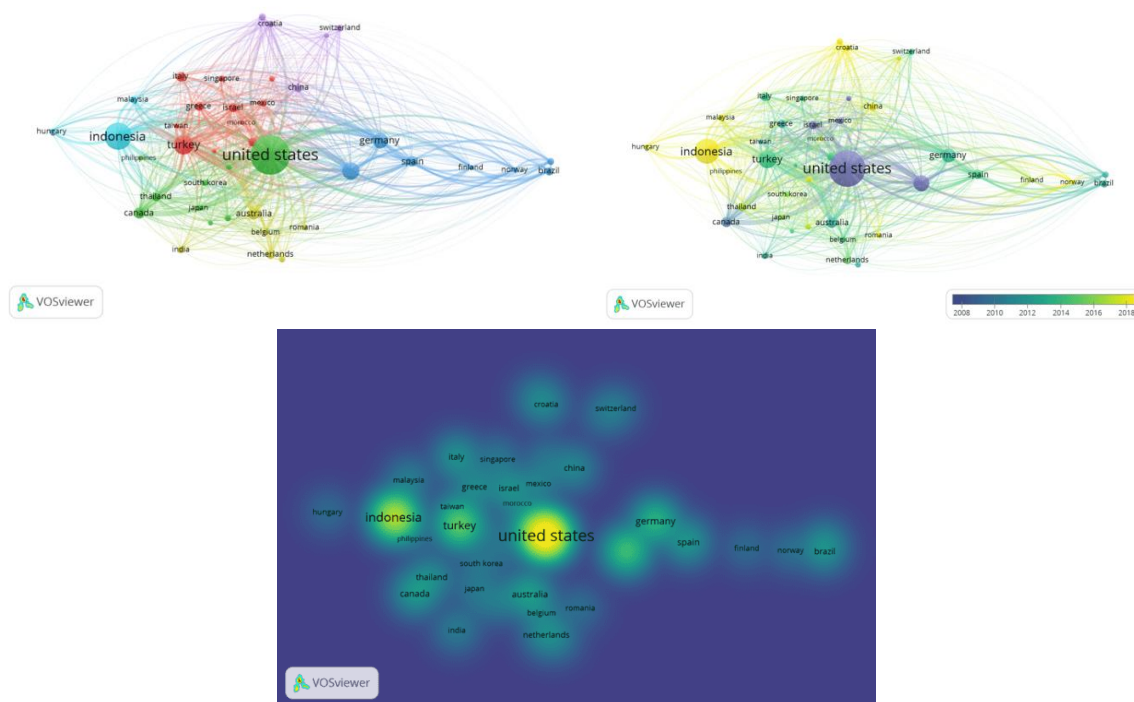 croatia
switzerland
italy
singapore
china
malaysia
greece
israel
mexico
hungary
taiwan
morocco
indonesia
turkey
germany
philippines
united states
spain
finland
norway
brazil
south korea
thailand
canada
japan
australia
belgium
romania
india
netherlands
VOSviewer
croatia
switzerland
italy
singapore
china
malaysia
greece
israel
mexico
hungary
taiwan
morocco
indonesia
turkey
germany
philippines
united states
spain
finland
norway
brazil
south korea
thailand
canada
japan
australia
belgium
romania
india
netherlands
VOSviewer
2008 2010 2012 2014 2016 2018
croatia
switzerland
italy
singapore
china
malaysia
greece
israel
mexico
hungary
taiwan
morocco
indonesia
turkey
germany
philippines
united states
spain
finland
norway
brazil
south korea
thailand
canada
japan
australia
belgium
romania
india
netherlands
VOSviewer